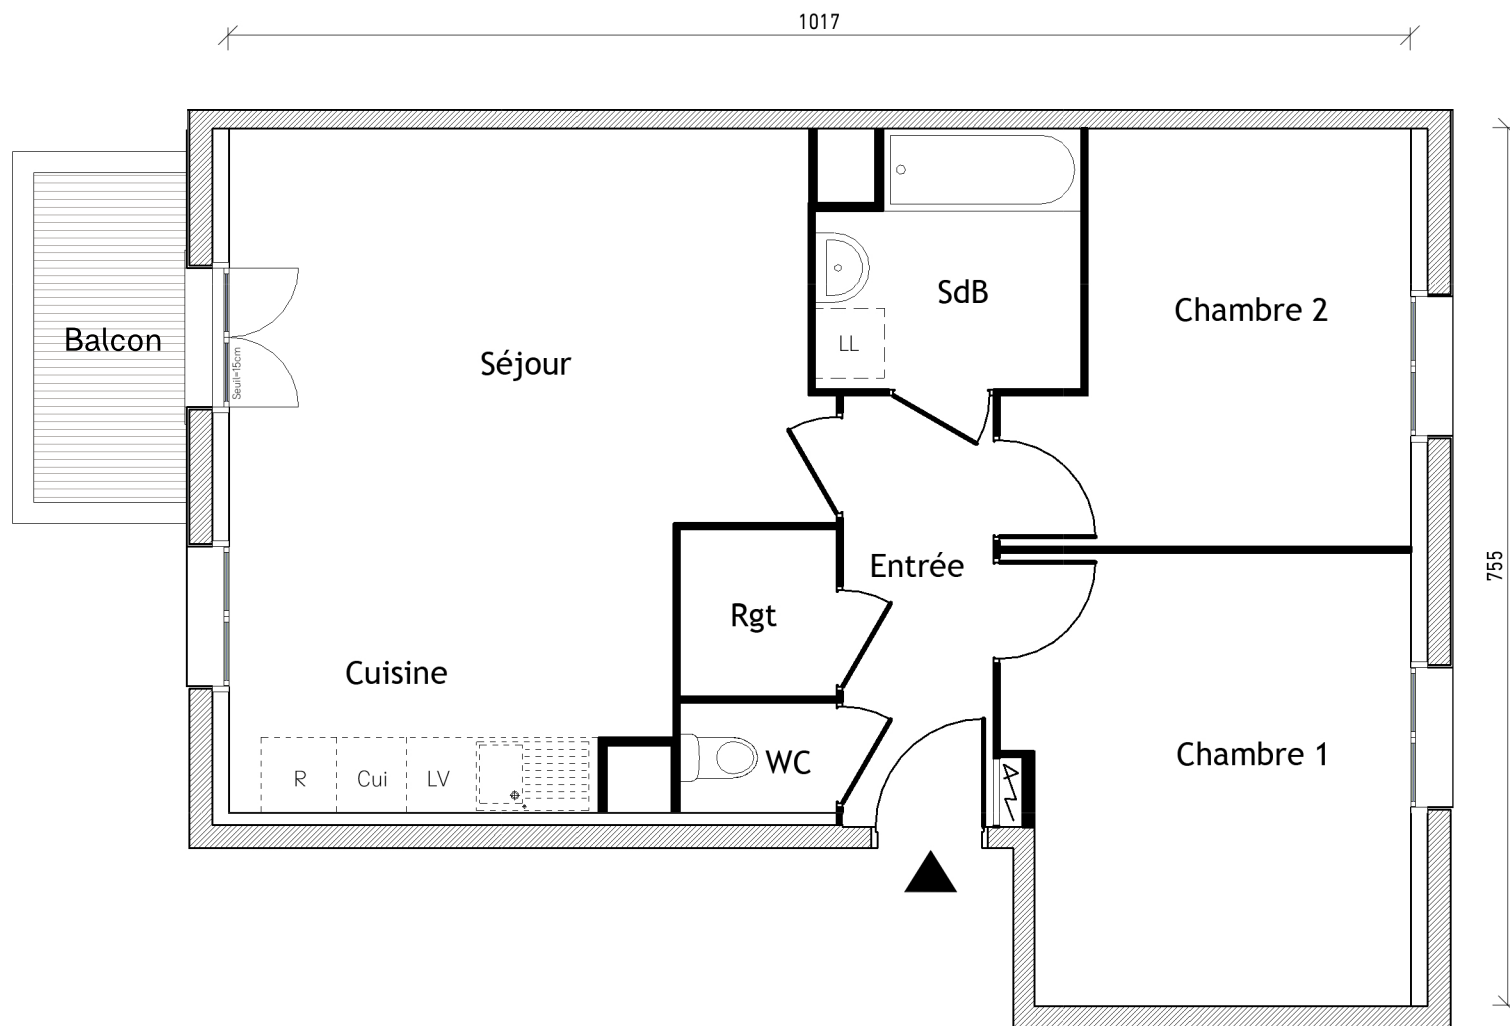 1017
SdB
Chambre 2
Balcon
Séjour
LL
Seuil=15cm
Entrée
755
Rgt
Cuisine
WC
Chambre 1
R
Cui
LV